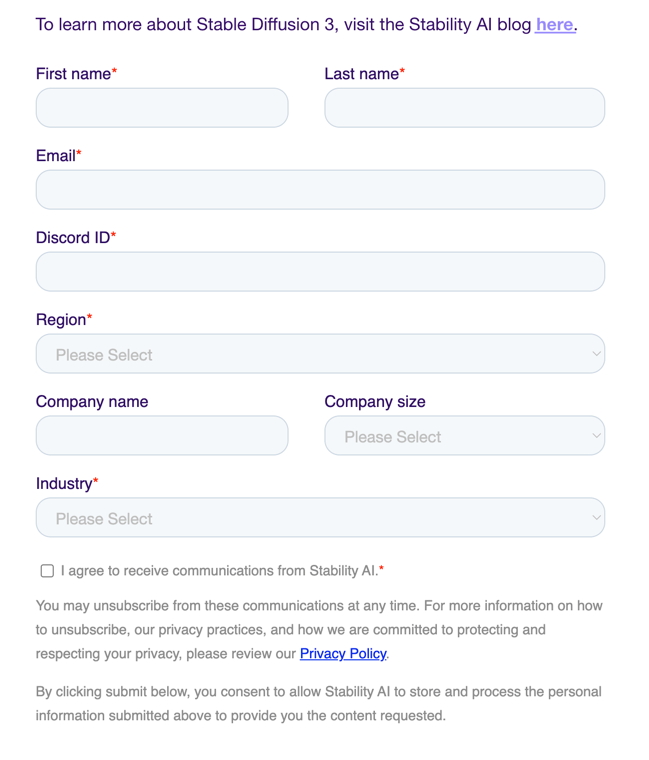 To learn more about Stable Diffusion 3, visit the Stability AI blog here.
First name*
Last name*
Email*
Discord ID*
Region*
Please Select
Company name
Company size
Please Select
Industry*
Please Select
I agree to receive communications from Stability AI.*
You may unsubscribe from these communications at any time. For more information on how
to unsubscribe, our privacy practices, and how we are committed to protecting and
respecting your privacy, please review our Privacy Policy.
By clicking submit below, you consent to allow Stability AI to store and process the personal
information submitted above to provide you the content requested.